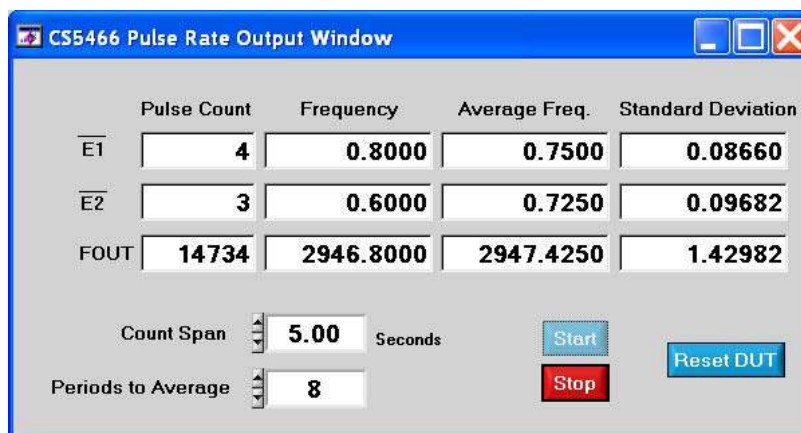 CS5466 Pulse Rate Output Window
Pulse Count Frequency Average Freq. Standard Deviation
E1 4 0.8000 0.7500 0.08660
E2 3 0.6000 0.7250 0.09682
FOUT 14734 2946.8000 2947.4250 1.42982
Count Span 5.00 Seconds Start
Reset DUT
Periods to Average 8 Stop